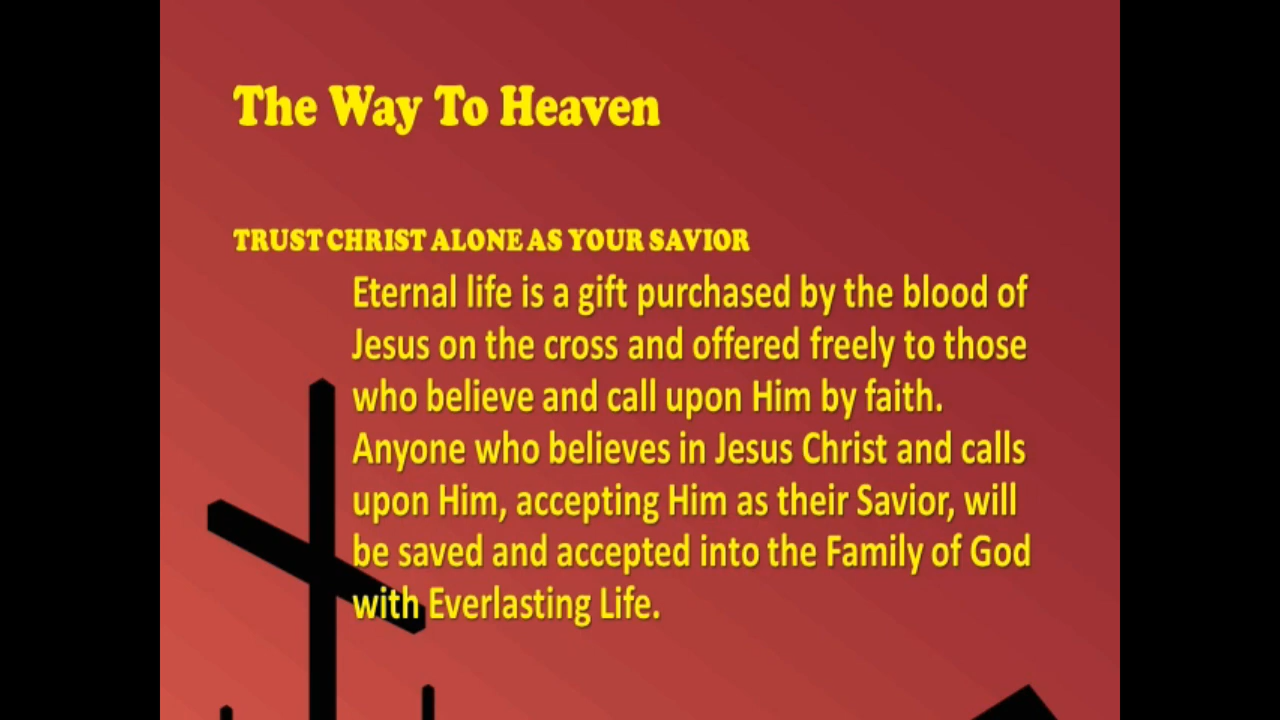 The Way To Heaven
TRUST CHRIST ALONE AS YOUR SAVIOR
Eternal life is a gift purchased by the blood of
Jesus on the cross and offered freely to those
who believe and call upon Him by faith.
Anyone who believes in Jesus Christ and calls
upon Him, accepting Him as their Savior, will
be saved and accepted into the Family of God
with Everlasting Life.